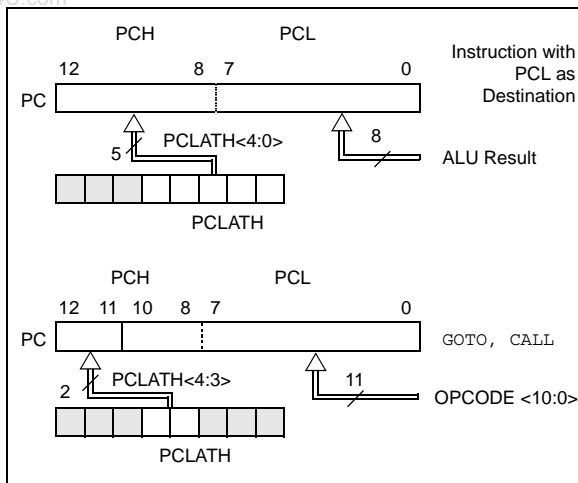 PCH PCL
Instruction with
PCL as
Destination
12 8 7 0
PC
5 PCLATH<4:0> 8
ALU Result
PCLATH
PCH PCL
12 11 10 8 7 0
PC GOTO, CALL
2 PCLATH<4:3> 11
OPCODE <10:0>
PCLATH